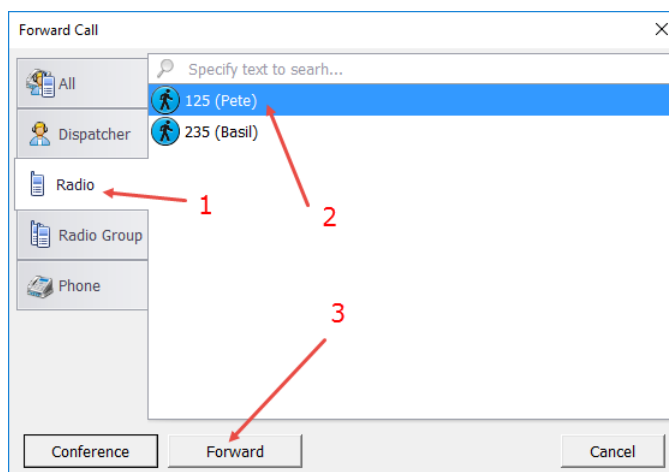 Forward Call
All
Specify text to searh...
125 (Pete)
Dispatcher
235 (Basil)
Radio
1
2
Radio Group
Phone
3
Conference
Forward
Cancel